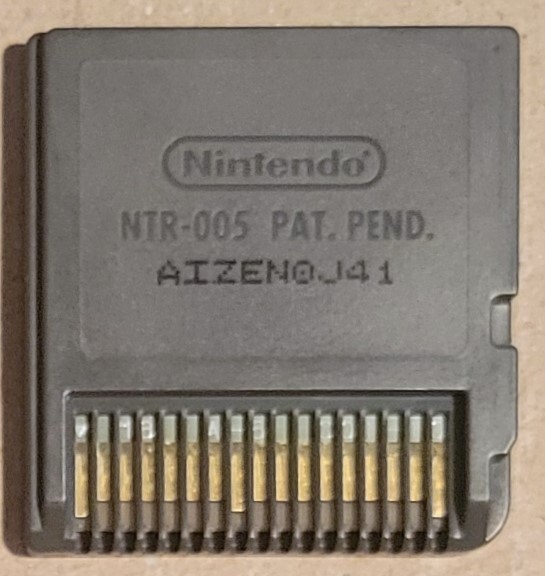 Nintendo®
NTR-005 PAT. PEND.
AIZEN0J41